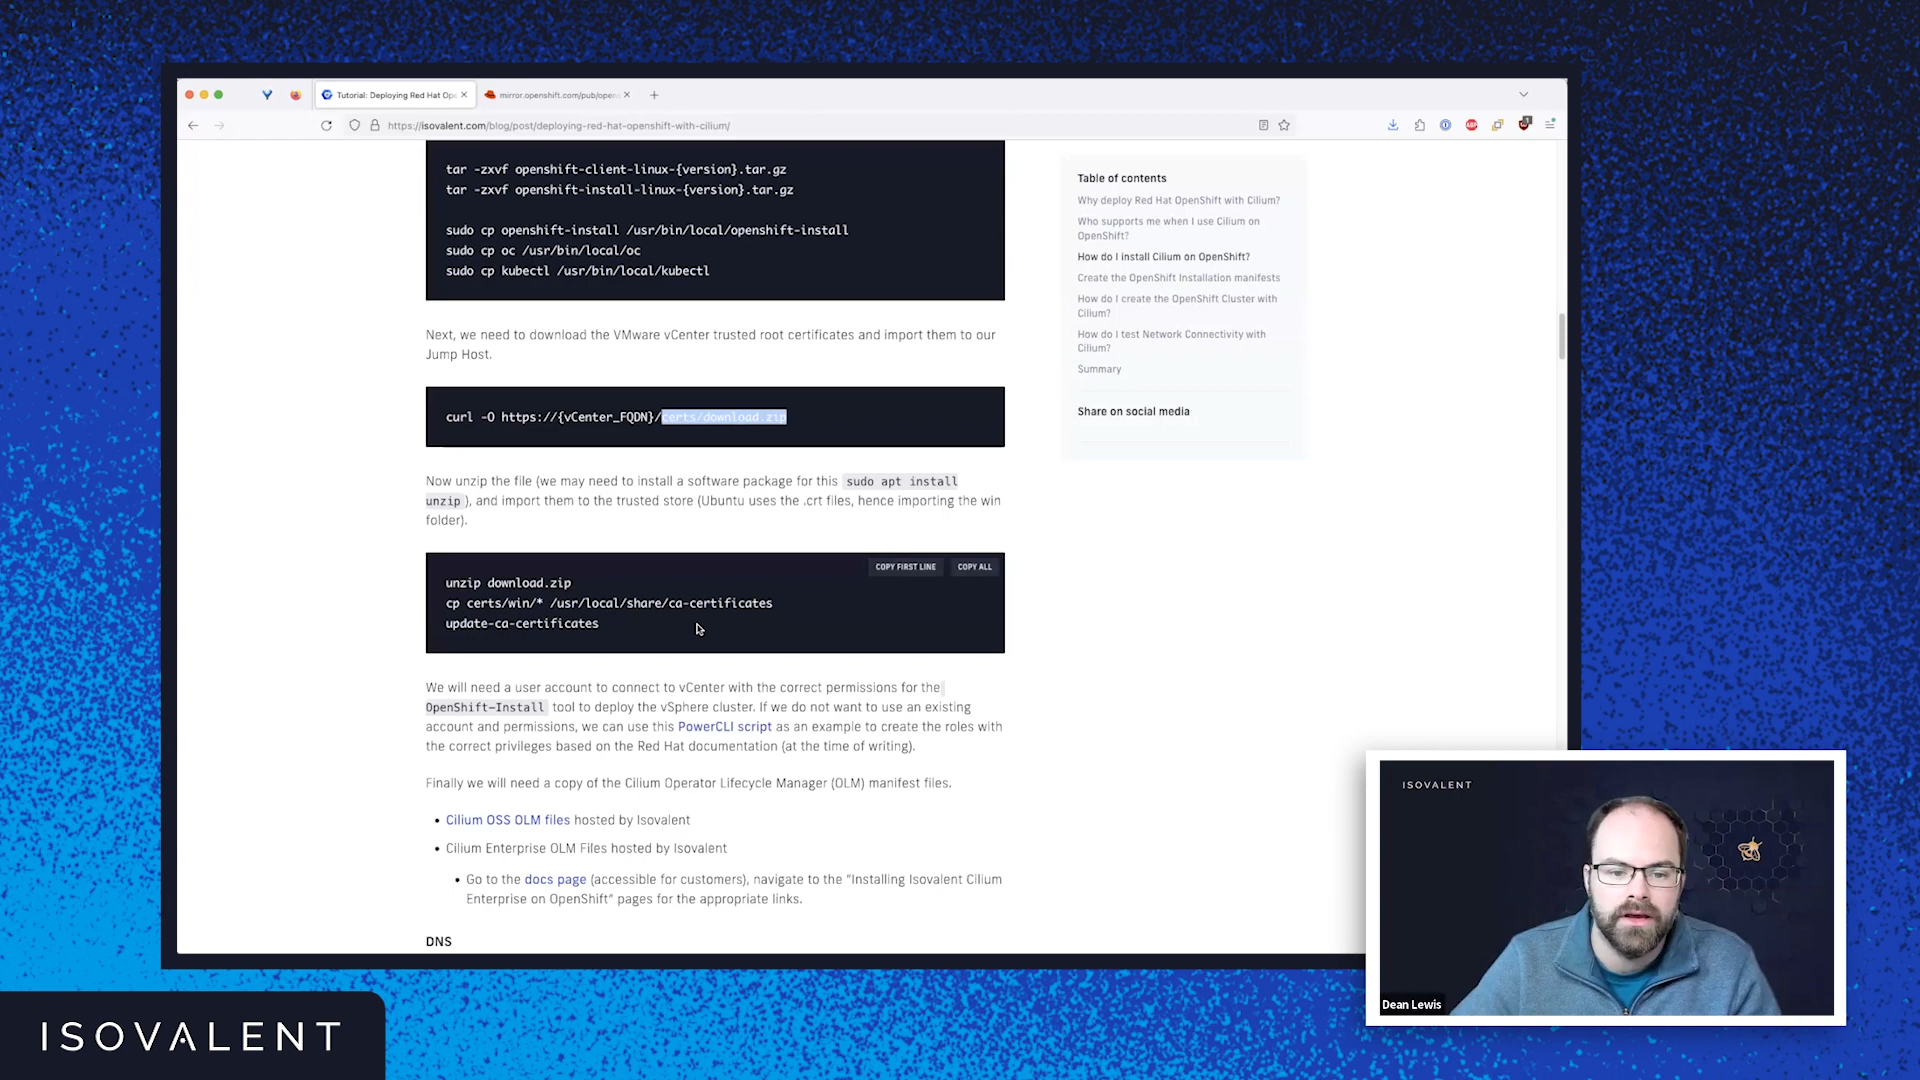 Tutorial: Deploying Red Hat Ope
mirror.openshift.com/pub/opens
https://isovalent.com/blog/post/deploying-red-hat-openshift-with-cilium/
tar -zxvf openshift-client-linux-{version}.tar.gz
tar -zxvf openshift-install-linux-{version}.tar.gz
sudo cp openshift-install /usr/bin/local/openshift-install
sudo cp oc /usr/bin/local/oc
sudo cp kubectl /usr/bin/local/kubectl
Next, we need to download the VMware vCenter trusted root certificates and import them to our
Jump Host.
curl -O https://{vCenter_FQDN}/certs/download.zip
Now unzip the file (we may need to install a software package for this sudo apt install
unzip ), and import them to the trusted store (Ubuntu uses the .crt files, hence importing the win
folder).
COPY FIRST LINE
COPY ALL
unzip download.zip
cp certs/win/* /usr/local/share/ca-certificates
update-ca-certificates
We will need a user account to connect to vCenter with the correct permissions for the
OpenShift-Install tool to deploy the vSphere cluster. If we do not want to use an existing
account and permissions, we can use this PowerCLI script as an example to create the roles with
the correct privileges based on the Red Hat documentation (at the time of writing).
Finally we will need a copy of the Cilium Operator Lifecycle Manager (OLM) manifest files.
• Cilium OSS OLM files hosted by Isovalent
• Cilium Enterprise OLM Files hosted by Isovalent
• Go to the docs page (accessible for customers), navigate to the “Installing Isovalent Cilium
Enterprise on OpenShift” pages for the appropriate links.
DNS
Table of contents
Why deploy Red Hat OpenShift with Cilium?
Who supports me when I use Cilium on
OpenShift?
How do I install Cilium on OpenShift?
Create the OpenShift Installation manifests
How do I create the OpenShift Cluster with
Cilium?
How do I test Network Connectivity with
Cilium?
Summary
Share on social media
ISOVALENT
Dean Lewis
ISOVALENT